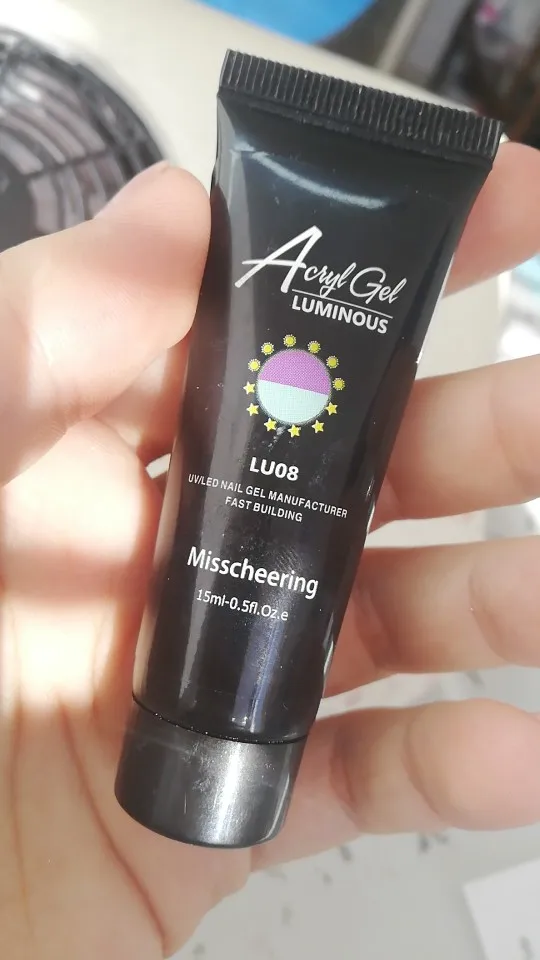 Acryl Gel
LUMINOUS
LU08
UV/LED NAIL GEL MANUFACTURER
FAST BUILDING
Misscheering
15ml-0.5fl.Oz.e